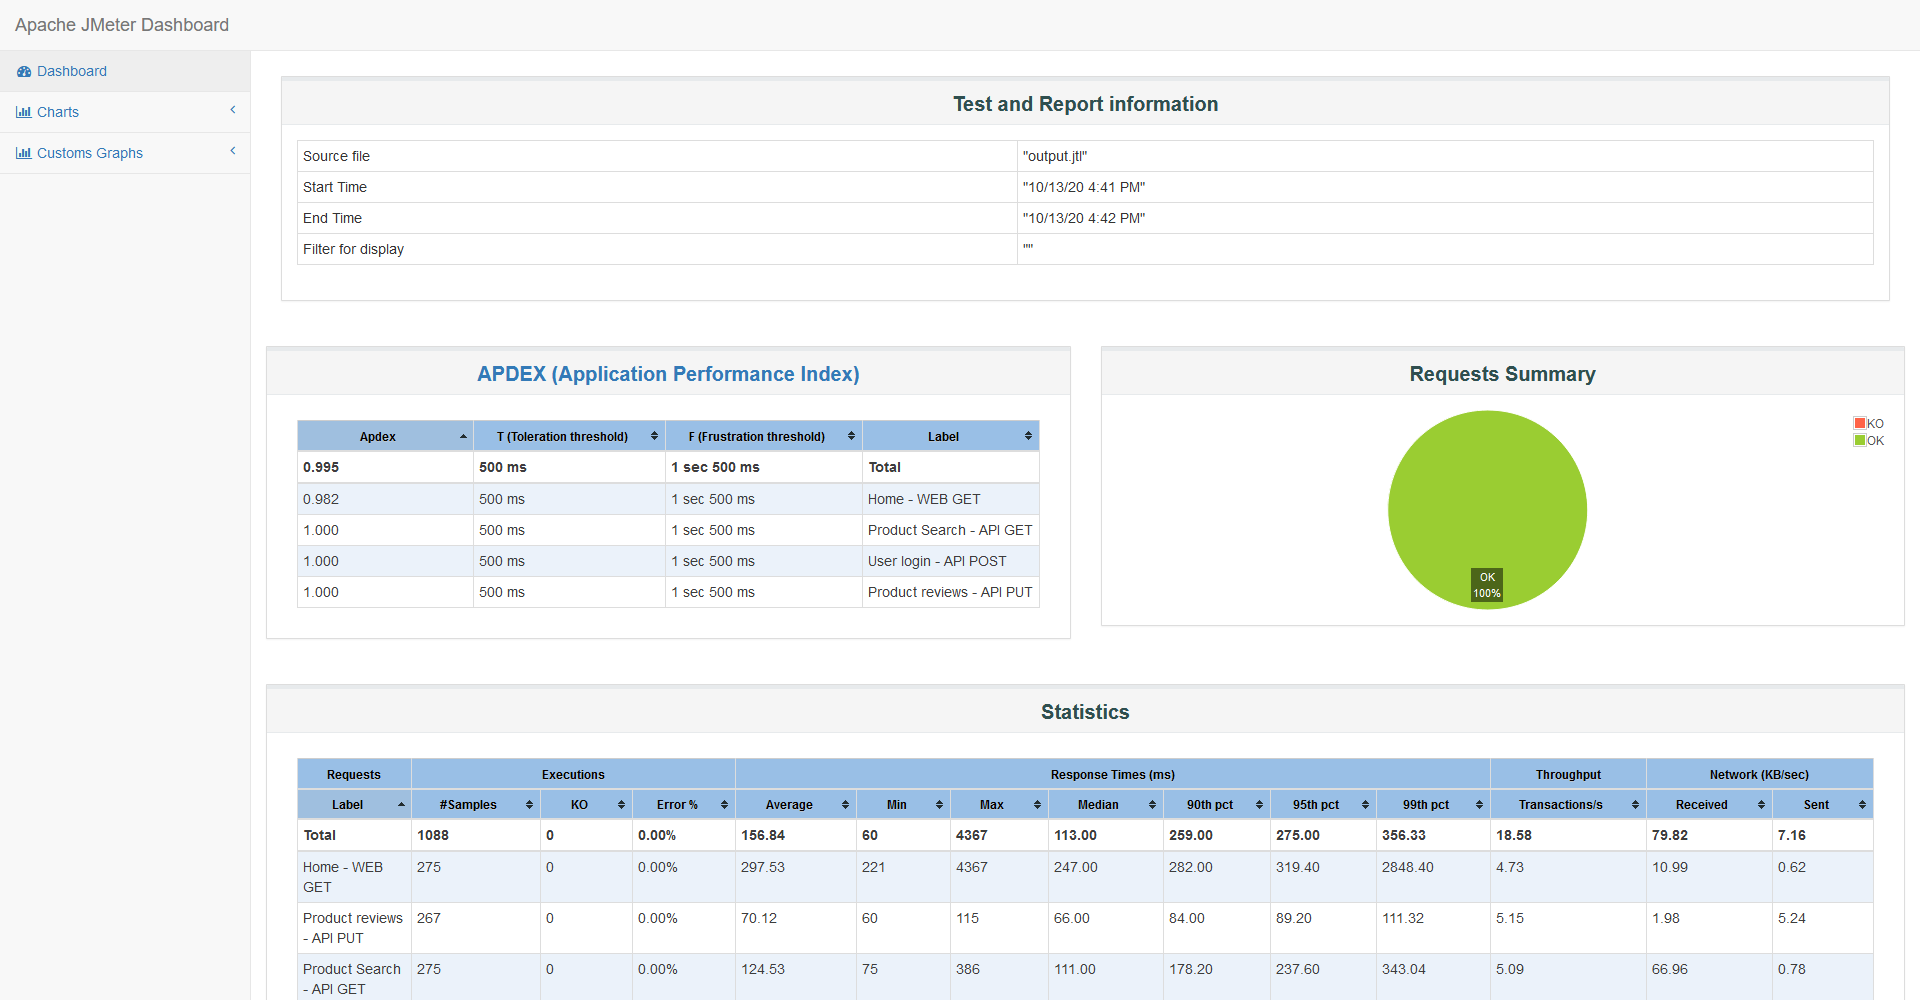 Apache JMeter Dashboard
Dashboard
Charts
Customs Graphs
Test and Report information
Source file "output.jtl"
Start Time "10/13/20 4:41 PM"
End Time "10/13/20 4:42 PM"
Filter for display ""
APDEX (Application Performance Index)
Apdex T (Toleration threshold) F (Frustration threshold) Label
0.995 500 ms 1 sec 500 ms Total
0.982 500 ms 1 sec 500 ms Home - WEB GET
1.000 500 ms 1 sec 500 ms Product Search - API GET
1.000 500 ms 1 sec 500 ms User login - API POST
1.000 500 ms 1 sec 500 ms Product reviews - API PUT
Requests Summary
KO
OK
OK
100%
Statistics
Requests Executions Response Times (ms) Throughput Network (KB/sec)
Label #Samples KO Error % Average Min Max Median 90th pct 95th pct 99th pct Transactions/s Received Sent
Total 1088 0 0.00% 156.84 60 4367 113.00 259.00 275.00 356.33 18.58 79.82 7.16
Home - WEB 275 0 0.00% 297.53 221 4367 247.00 282.00 319.40 2848.40 4.73 10.99 0.62
GET
Product reviews 267 0 0.00% 70.12 60 115 66.00 84.00 89.20 111.32 5.15 1.98 5.24
- API PUT
Product Search 275 0 0.00% 124.53 75 386 111.00 178.20 237.60 343.04 5.09 66.96 0.78
- API GET